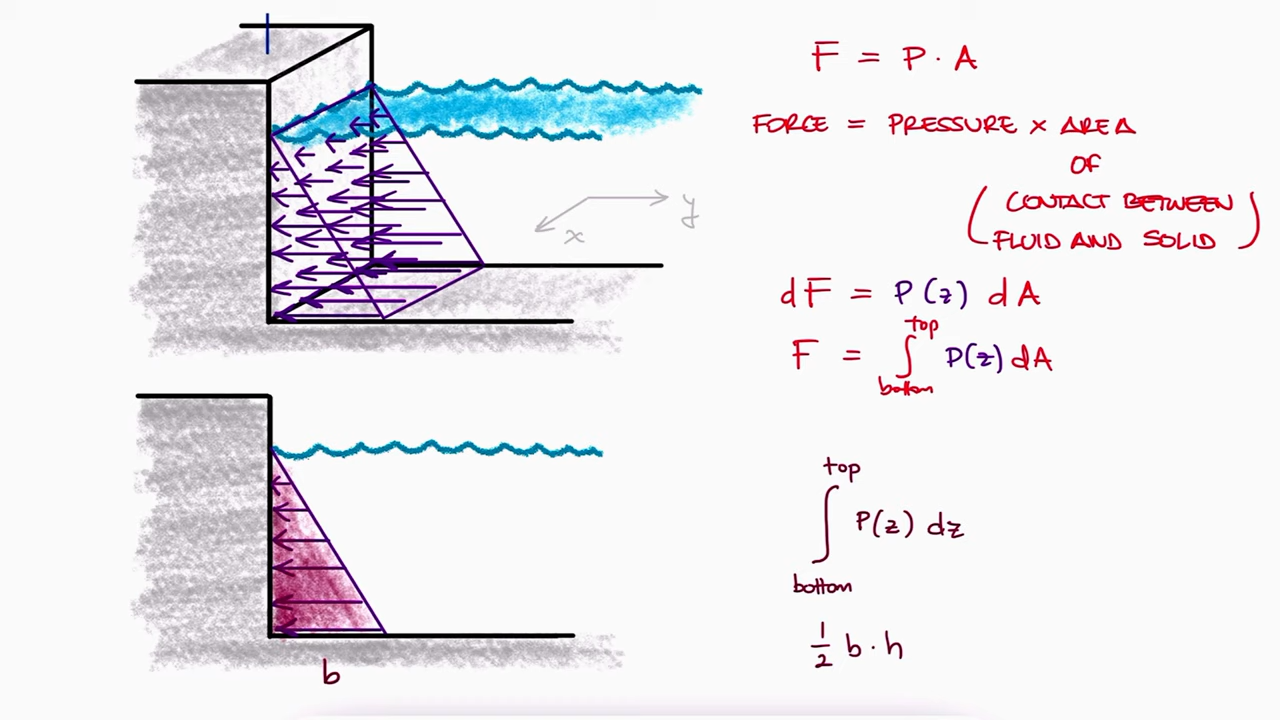 F = P · A
FORCE = PRESSURE × AREA
OF
( CONTACT BETWEEN
FLUID AND SOLID )
y
x
dF = P(z) dA
top
F = ∫ P(z) dA
bottom
top
∫ P(z) dz
bottom
1/2 b · h
b